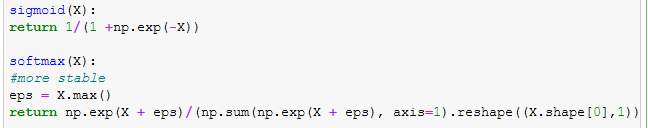 sigmoid(X):
return 1/(1 +np.exp(-X))
softmax(X):
#more stable
eps = X.max()
return np.exp(X + eps)/(np.sum(np.exp(X + eps), axis=1).reshape((X.shape[0],1))